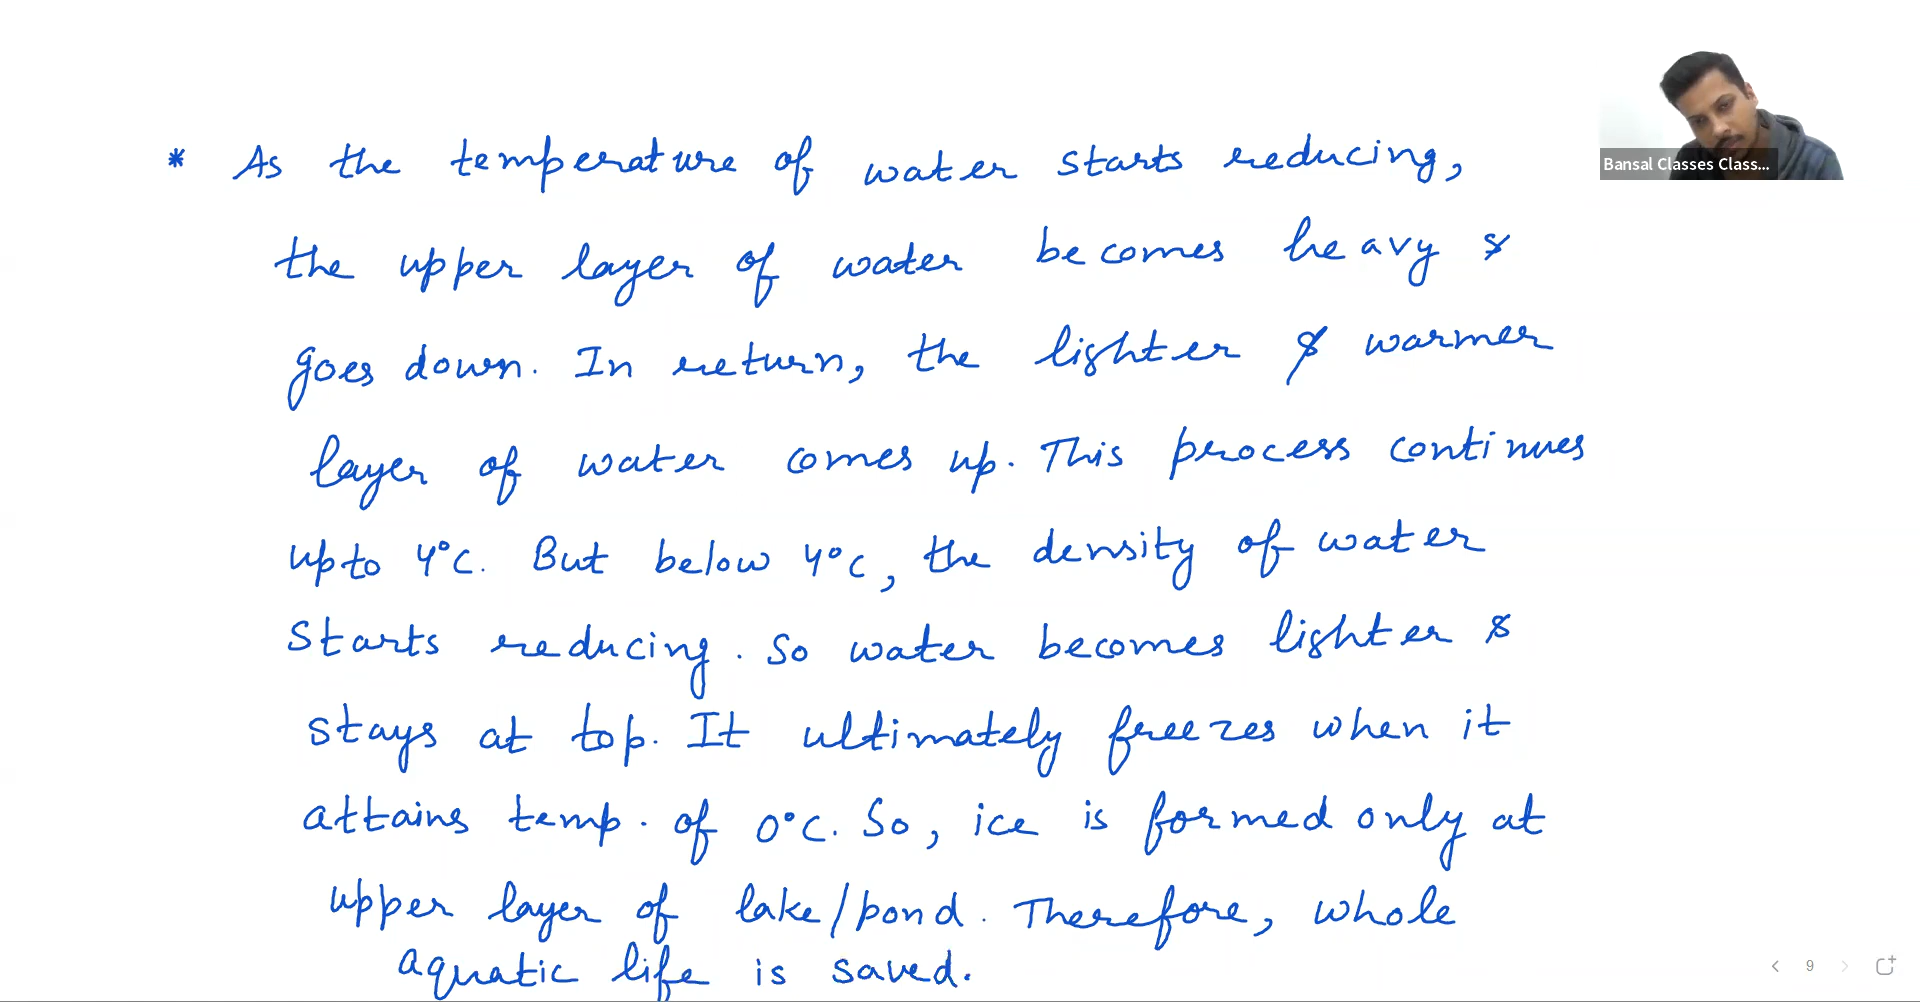 * As the temperature of water starts reducing,
the upper layer of water becomes heavy &
goes down. In return, the lighter & warmer
layer of water comes up. This process continues
upto 4°C. But below 4°C, the density of water
starts reducing. So water becomes lighter &
stays at top. It ultimately freezes when it
attains temp. of 0°C. So, ice is formed only at
upper layer of lake/pond. Therefore, whole
aquatic life is saved.
Bansal Classes Class...
9